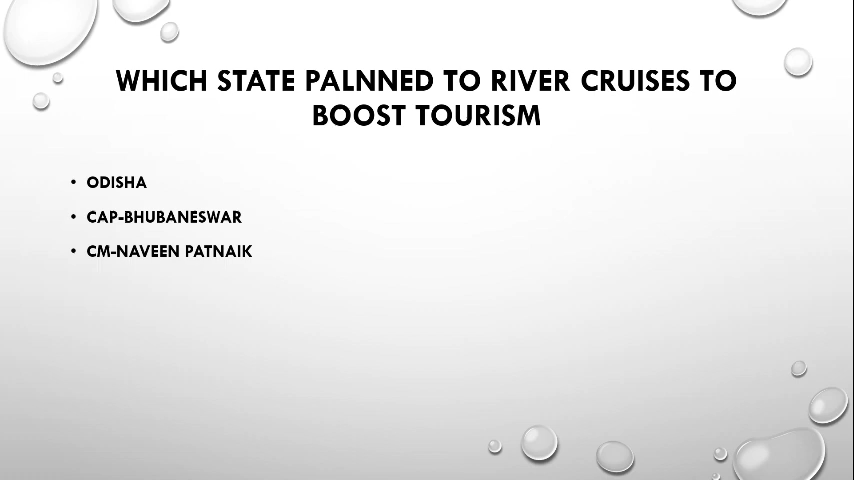 WHICH STATE PALNNED TO RIVER CRUISES TO
BOOST TOURISM
• ODISHA
• CAP-BHUBANESWAR
• CM-NAVEEN PATNAIK